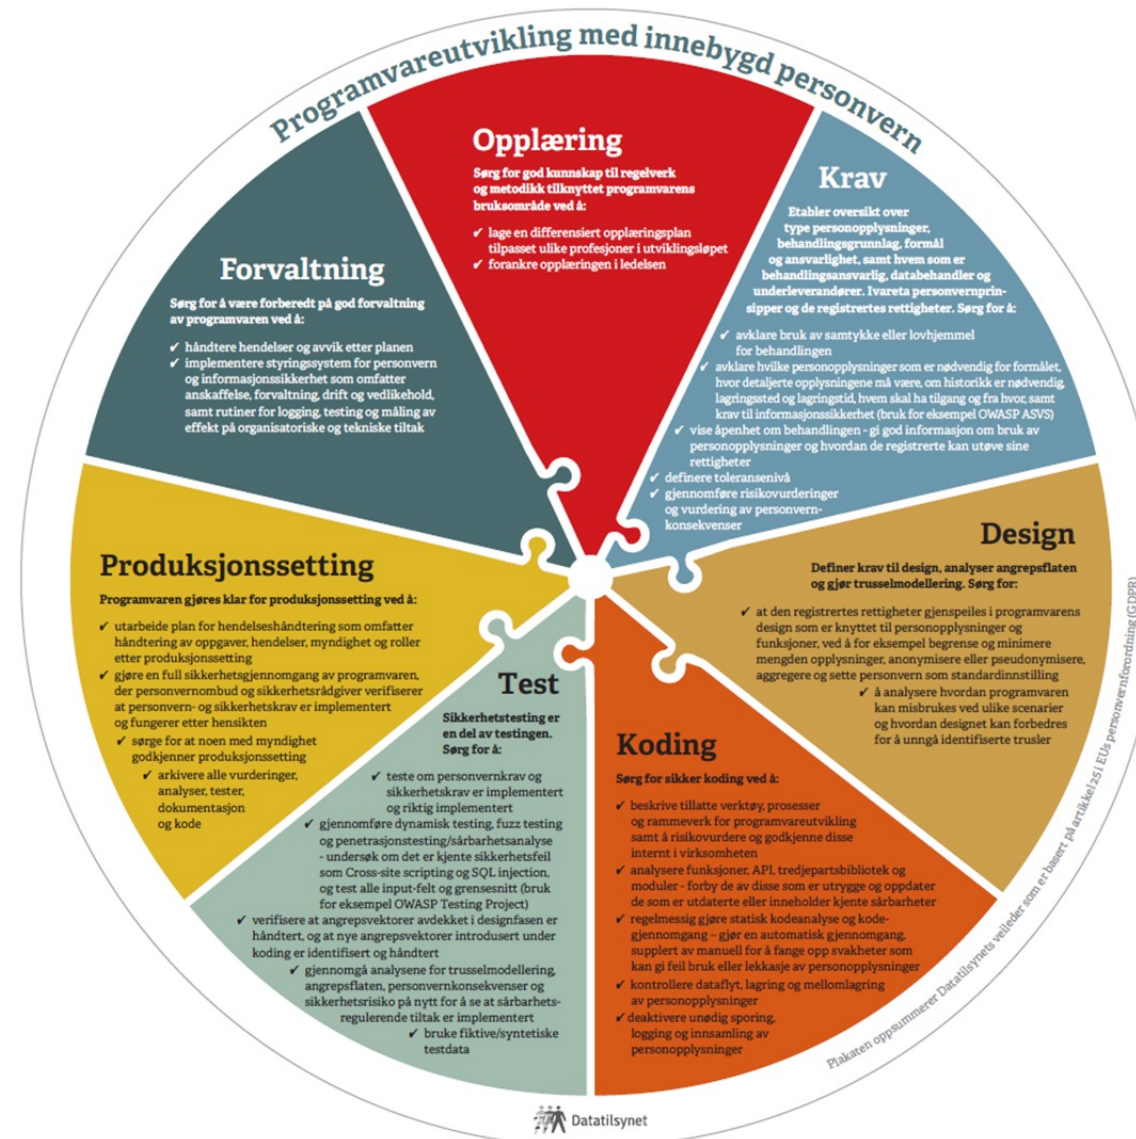 Programvareutvikling med innebygd personvern
Opplæring
Sørg for god kunnskap til regelverk
og metodikk tilknyttet programvarens
bruksområde ved å:
✔ lage en differensiert opplæringsplan
tilpasset ulike profesjoner i utviklingsløpet
✔ forankre opplæringen i ledelsen
Krav
Etabler oversikt over
type personopplysninger,
behandlingsgrunnlag, formål
og ansvarlighet, samt hvem som er
behandlingsansvarlig, databehandler og
underleverandører. Ivareta personvernprin-
sipper og de registrertes rettigheter. Sørg for å:
✔ avklare bruk av samtykke eller lovhjemmel
for behandlingen
✔ avklare hvilke personopplysninger som er nødvendig for formålet,
hvor detaljerte opplysningene må være, om historikk er nødvendig,
lagringssted og lagringstid, hvem skal ha tilgang og fra hvor, samt
krav til informasjonssikkerhet (bruk for eksempel OWASP ASVS)
✔ vise åpenhet om behandlingen - gi god informasjon om bruk av
personopplysninger og hvordan de registrerte kan utøve sine
rettigheter
✔ definere toleransenivå
✔ gjennomføre risikovurderinger
og vurdering av personvern-
konsekvenser
Design
Definer krav til design, analyser angrepsflaten
og gjør trusselmodellering. Sørg for:
✔ at den registrertes rettigheter gjenspeiles i programvarens
design som er knyttet til personopplysninger og
funksjoner, ved å for eksempel begrense og minimere
mengden opplysninger, anonymisere eller pseudonymisere,
aggregere og sette personvern som standardinnstilling
✔ å analysere hvordan programvaren
kan misbrukes ved ulike scenarier
og hvordan designet kan forbedres
for å unngå identifiserte trusler
Koding
Sørg for sikker koding ved å:
✔ beskrive tillatte verktøy, prosesser
og rammeverk for programvareutvikling
samt å risikovurdere og godkjenne disse
internt i virksomheten
✔ analysere funksjoner, API, tredjepartsbibliotek og
moduler - forby de av disse som er utrygge og oppdater
de som er utdaterte eller inneholder kjente sårbarheter
✔ regelmessig gjøre statisk kodeanalyse og kode-
gjennomgang – gjør en automatisk gjennomgang,
supplert av manuell for å fange opp svakheter som
kan gi feil bruk eller lekkasje av personopplysninger
✔ kontrollere dataflyt, lagring og mellomlagring
av personopplysninger
✔ deaktivere unødig sporing,
logging og innsamling av
personopplysninger
Test
Sikkerhetstesting er
en del av testingen.
Sørg for å:
✔ teste om personvernkrav og
sikkerhetskrav er implementert
og riktig implementert
✔ gjennomføre dynamisk testing, fuzz testing
og penetrasjonstesting/sårbarhetsanalyse
- undersøk om det er kjente sikkerhetsfeil
som Cross-site scripting og SQL injection,
og test alle input-felt og grensesnitt (bruk
for eksempel OWASP Testing Project)
✔ verifisere at angrepsvektorer avdekket i designfasen er
håndtert, og at nye angrepsvektorer introdusert under
koding er identifisert og håndtert
✔ gjennomgå analysene for trusselmodellering,
angrepsflaten, personvernkonsekvenser og
sikkerhetsrisiko på nytt for å se at sårbarhets-
regulerende tiltak er implementert
✔ bruke fiktive/syntetiske
testdata
Produksjonssetting
Programvaren gjøres klar for produksjonssetting ved å:
✔ utarbeide plan for hendelseshåndtering som omfatter
håndtering av oppgaver, hendelser, myndighet og roller
etter produksjonssetting
✔ gjøre en full sikkerhetsgjennomgang av programvaren,
der personvernombud og sikkerhetsrådgiver verifiserer
at personvern- og sikkerhetskrav er implementert
og fungerer etter hensikten
✔ sørge for at noen med myndighet
godkjenner produksjonssetting
✔ arkivere alle vurderinger,
analyser, tester,
dokumentasjon
og kode
Forvaltning
Sørg for å være forberedt på god forvaltning
av programvaren ved å:
✔ håndtere hendelser og avvik etter planen
✔ implementere styringssystem for personvern
og informasjonssikkerhet som omfatter
anskaffelse, forvaltning, drift og vedlikehold,
samt rutiner for logging, testing og måling av
effekt på organisatoriske og tekniske tiltak
Plakaten oppsummerer Datatilsynets veileder som er basert på artikkel 25 i EUs personvernforordning (GDPR)
Datatilsynet